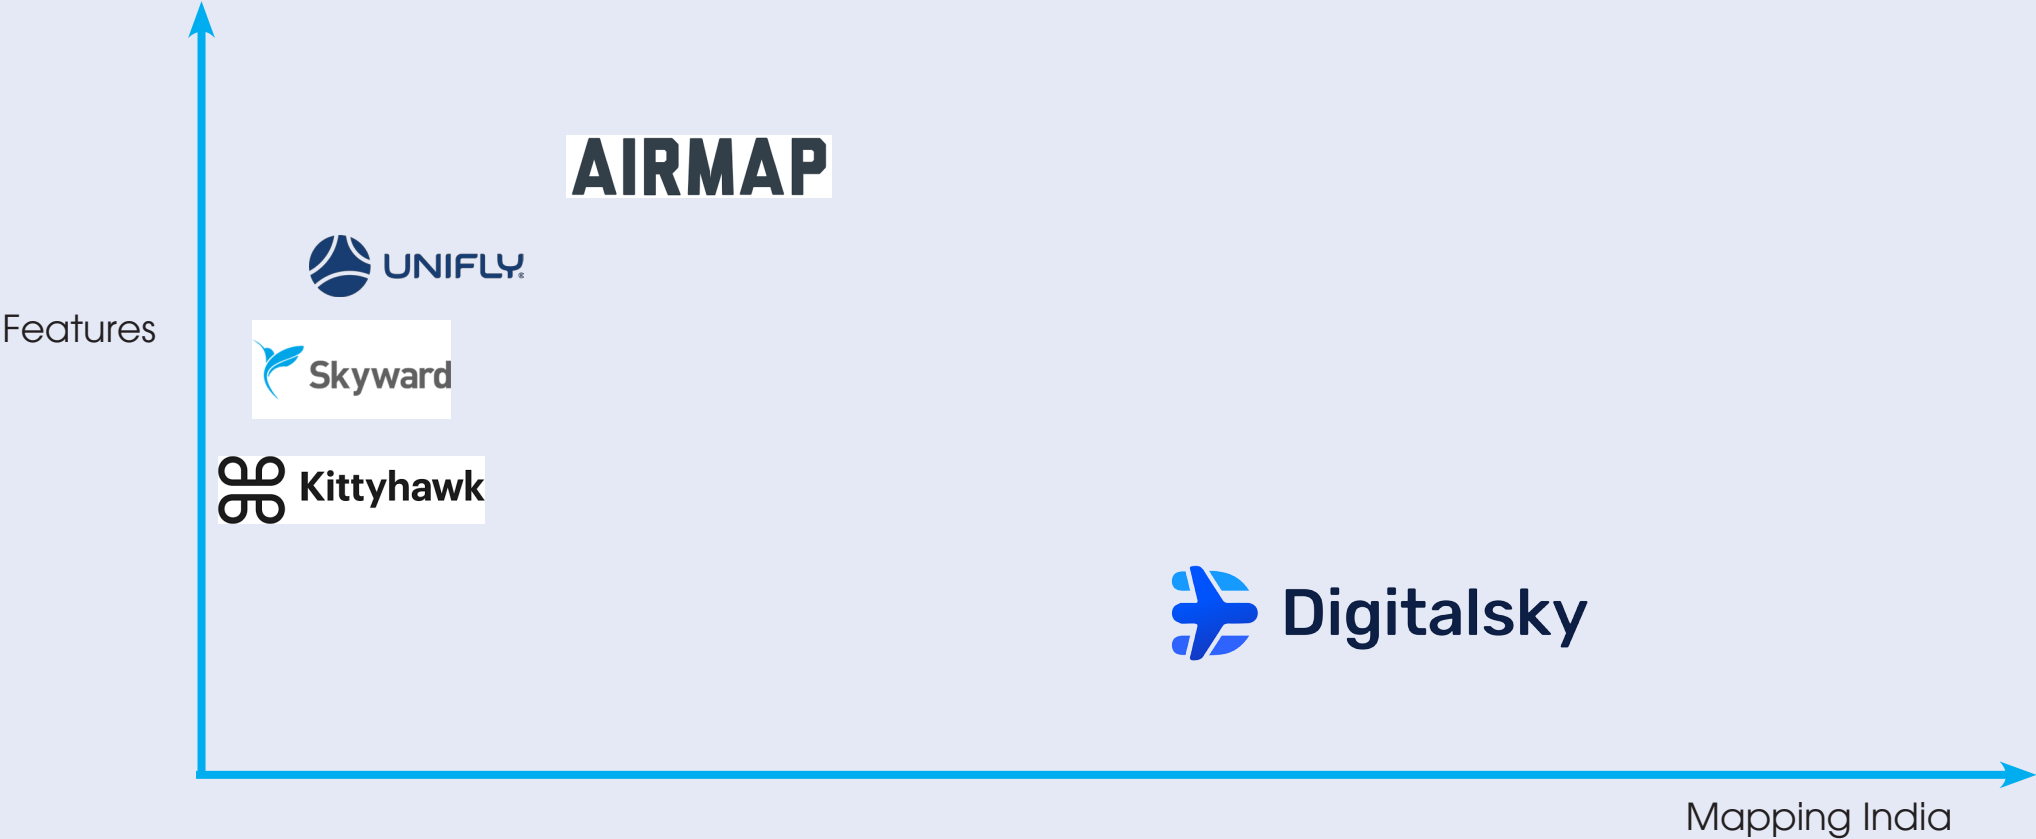 AIRMAP
UNIFLY
Features
Skyward
Kittyhawk
Digitalsky
Mapping India